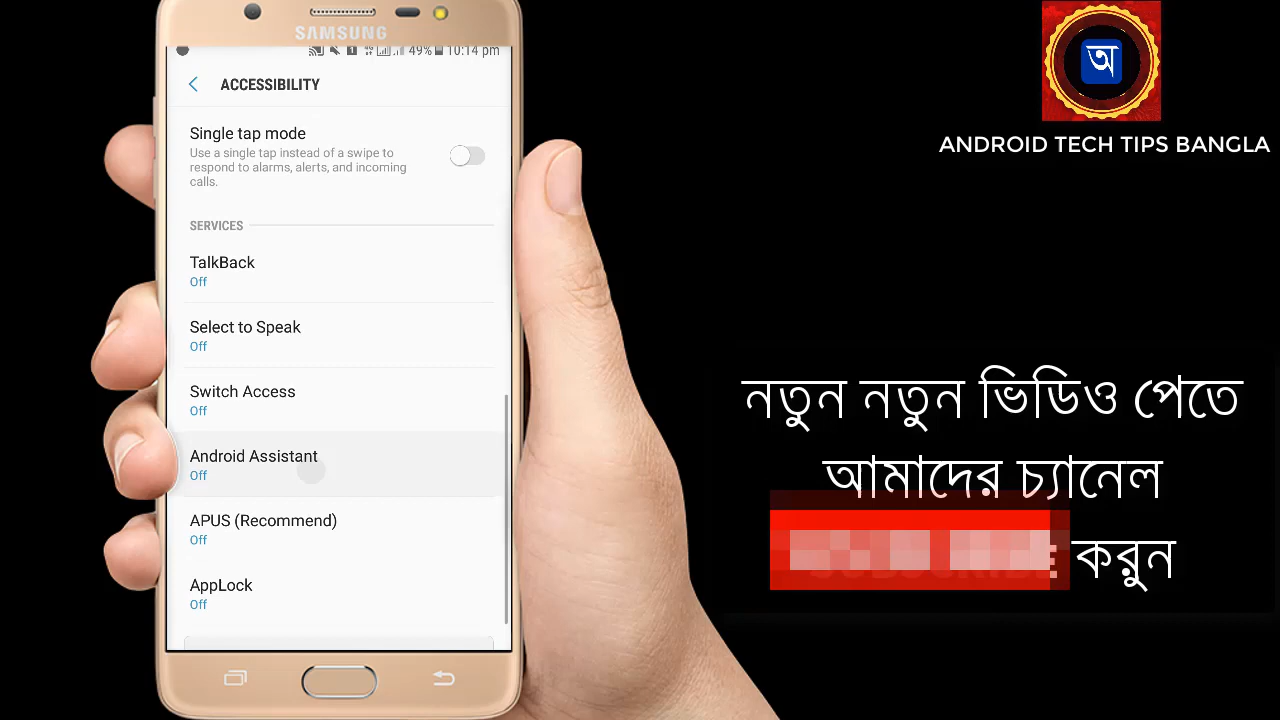 SAMSUNG
49% 10:14 pm
ACCESSIBILITY
Single tap mode
Use a single tap instead of a swipe to
respond to alarms, alerts, and incoming
calls.
SERVICES
TalkBack
Off
Select to Speak
Off
Switch Access
Off
Android Assistant
Off
APUS (Recommend)
Off
AppLock
Off
অ
ANDROID TECH TIPS BANGLA
নতুন নতুন ভিডিও পেতে
আমাদের চ্যানেল
করুন